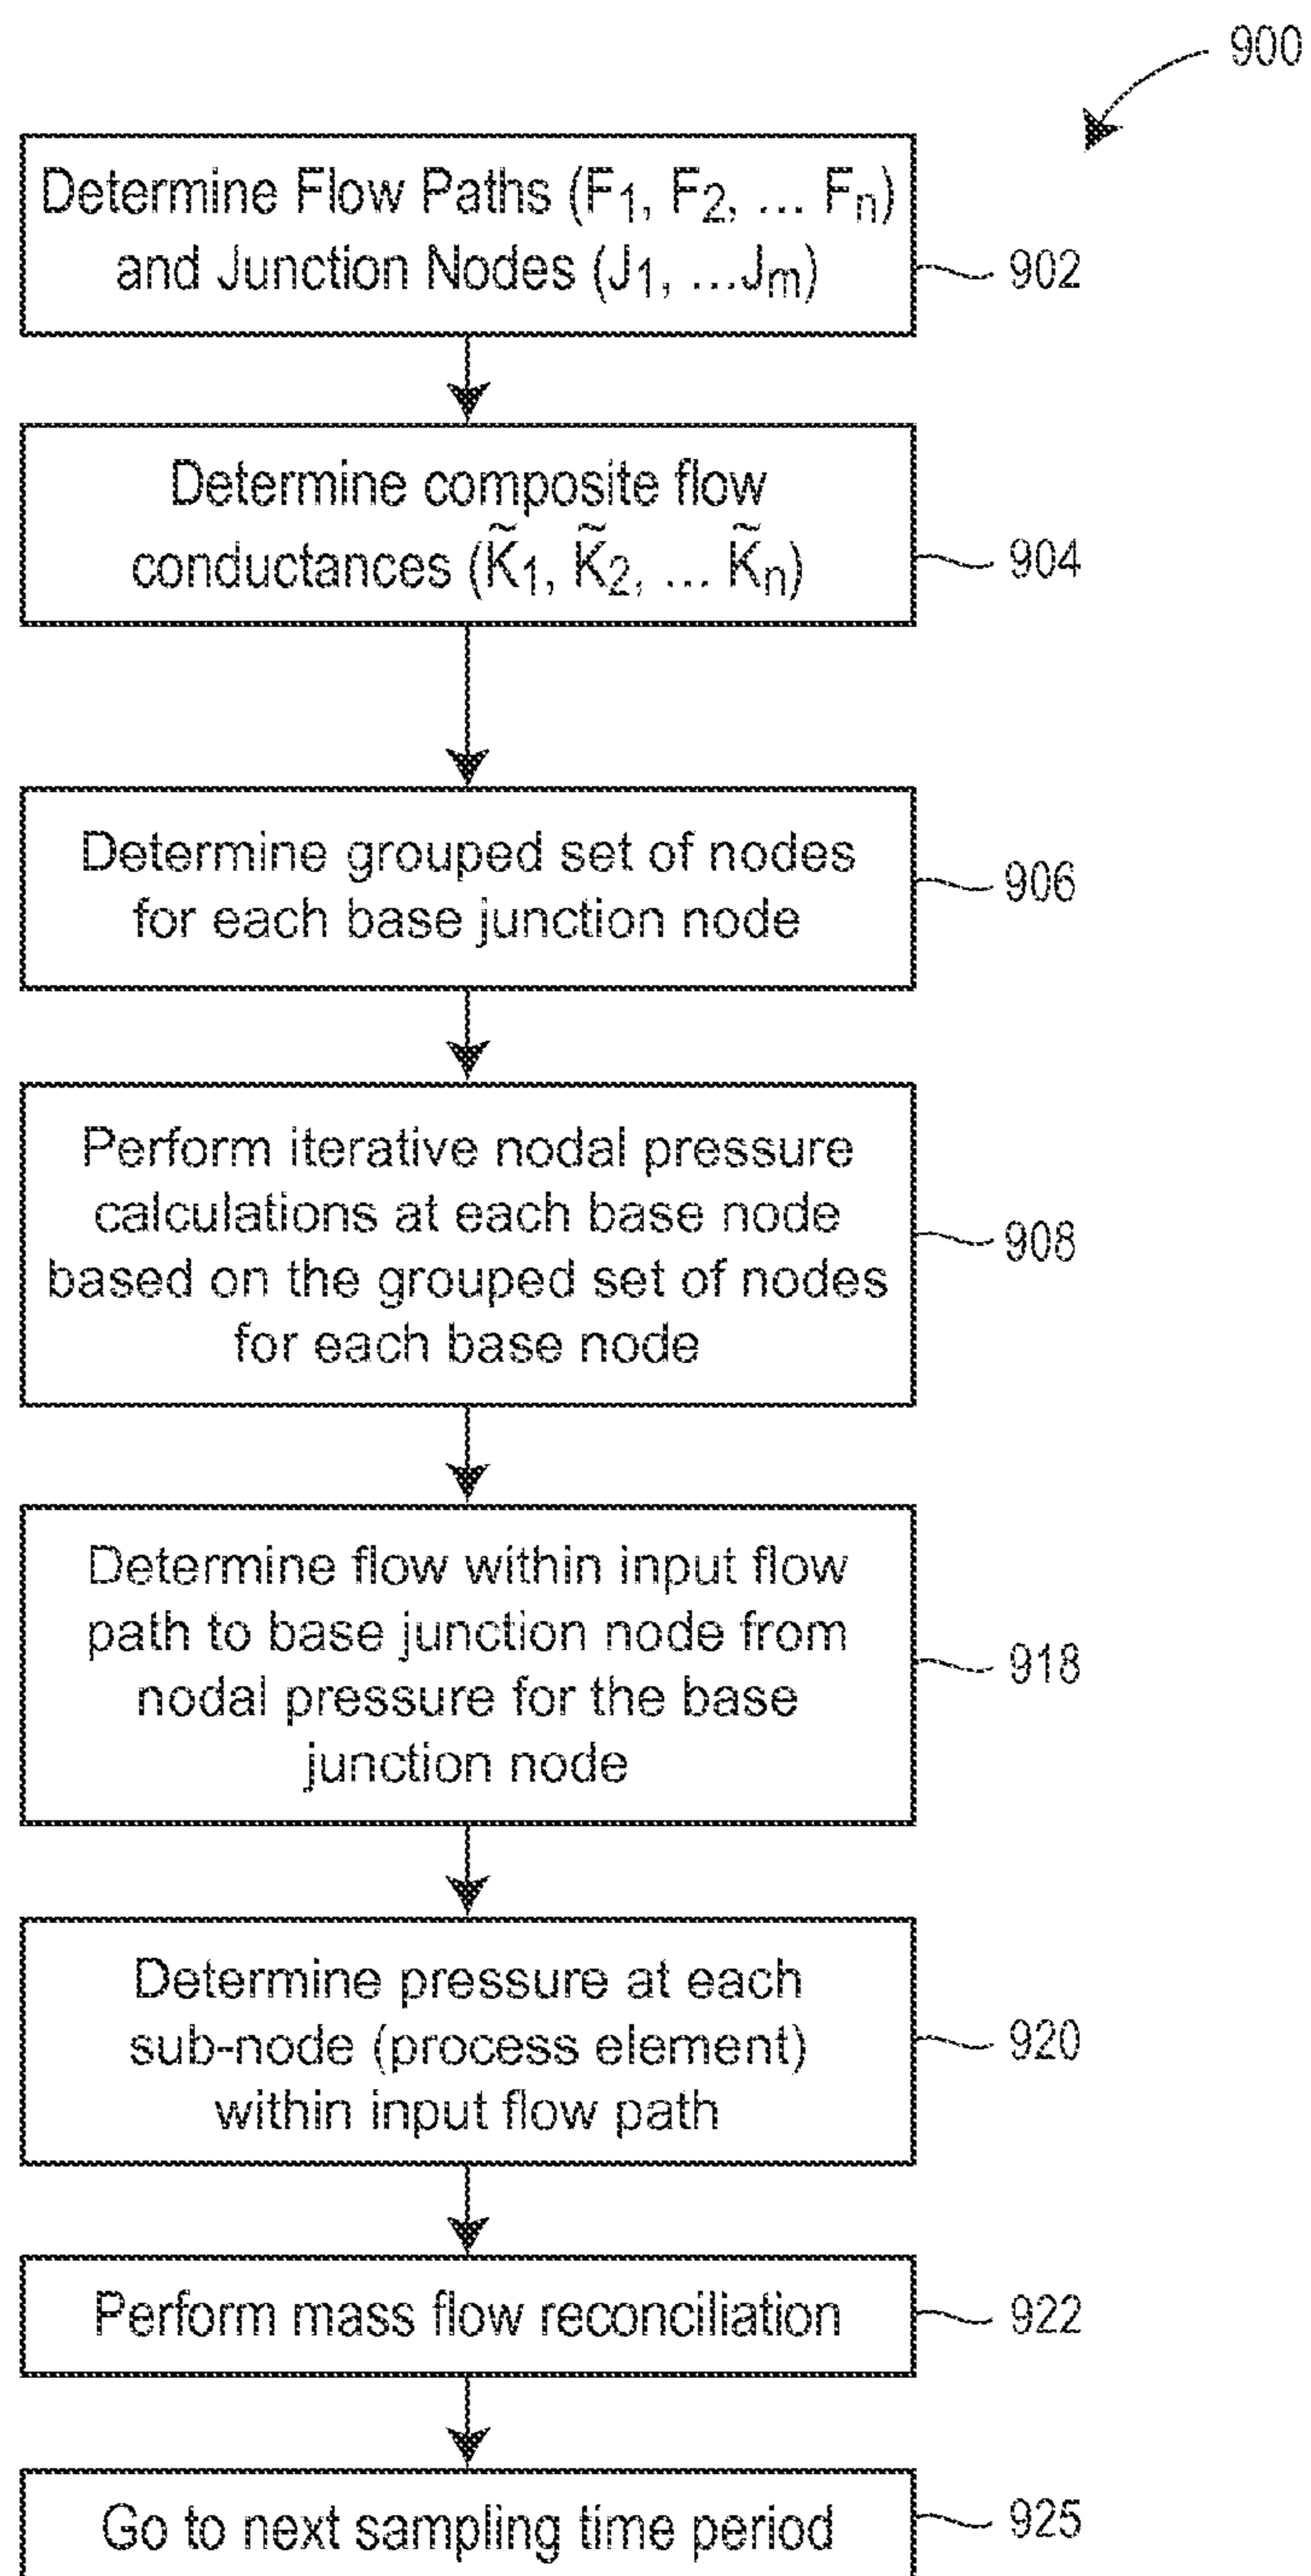 900
Determine Flow Paths (F₁, F₂, ... Fₙ)
and Junction Nodes (J₁, ...Jₘ)
902
Determine composite flow
conductances (K̃₁, K̃₂, ... K̃ₙ)
904
Determine grouped set of nodes
for each base junction node
906
Perform iterative nodal pressure
calculations at each base node
based on the grouped set of nodes
for each base node
908
Determine flow within input flow
path to base junction node from
nodal pressure for the base
junction node
918
Determine pressure at each
sub-node (process element)
within input flow path
920
Perform mass flow reconciliation
922
Go to next sampling time period
925